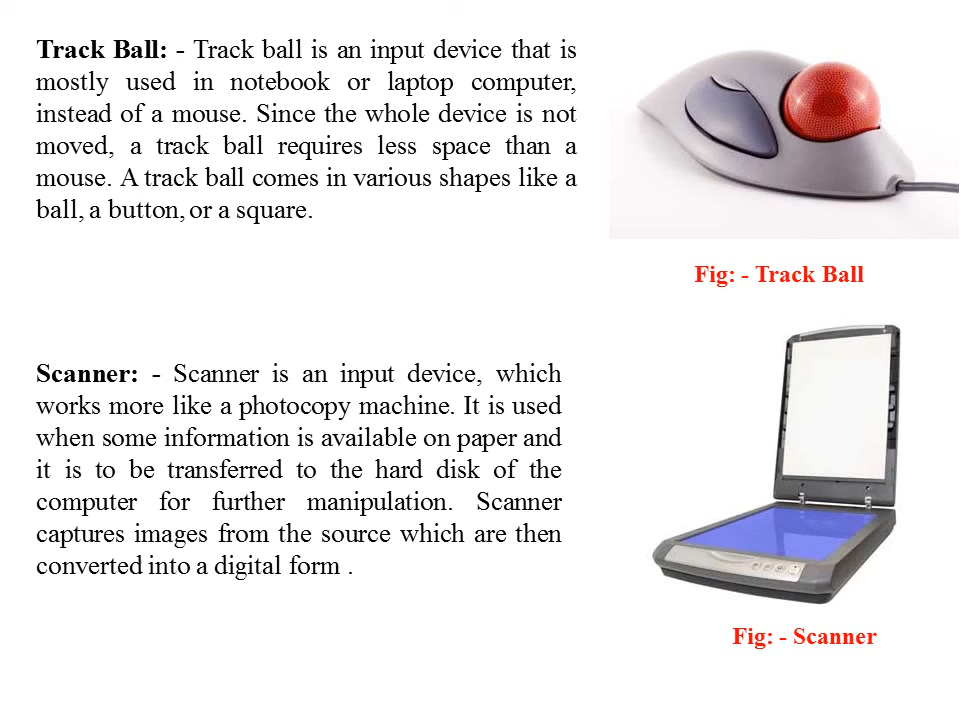 Track Ball: - Track ball is an input device that is
mostly used in notebook or laptop computer,
instead of a mouse. Since the whole device is not
moved, a track ball requires less space than a
mouse. A track ball comes in various shapes like a
ball, a button, or a square.
Fig: - Track Ball
Scanner: - Scanner is an input device, which
works more like a photocopy machine. It is used
when some information is available on paper and
it is to be transferred to the hard disk of the
computer for further manipulation. Scanner
captures images from the source which are then
converted into a digital form .
Fig: - Scanner